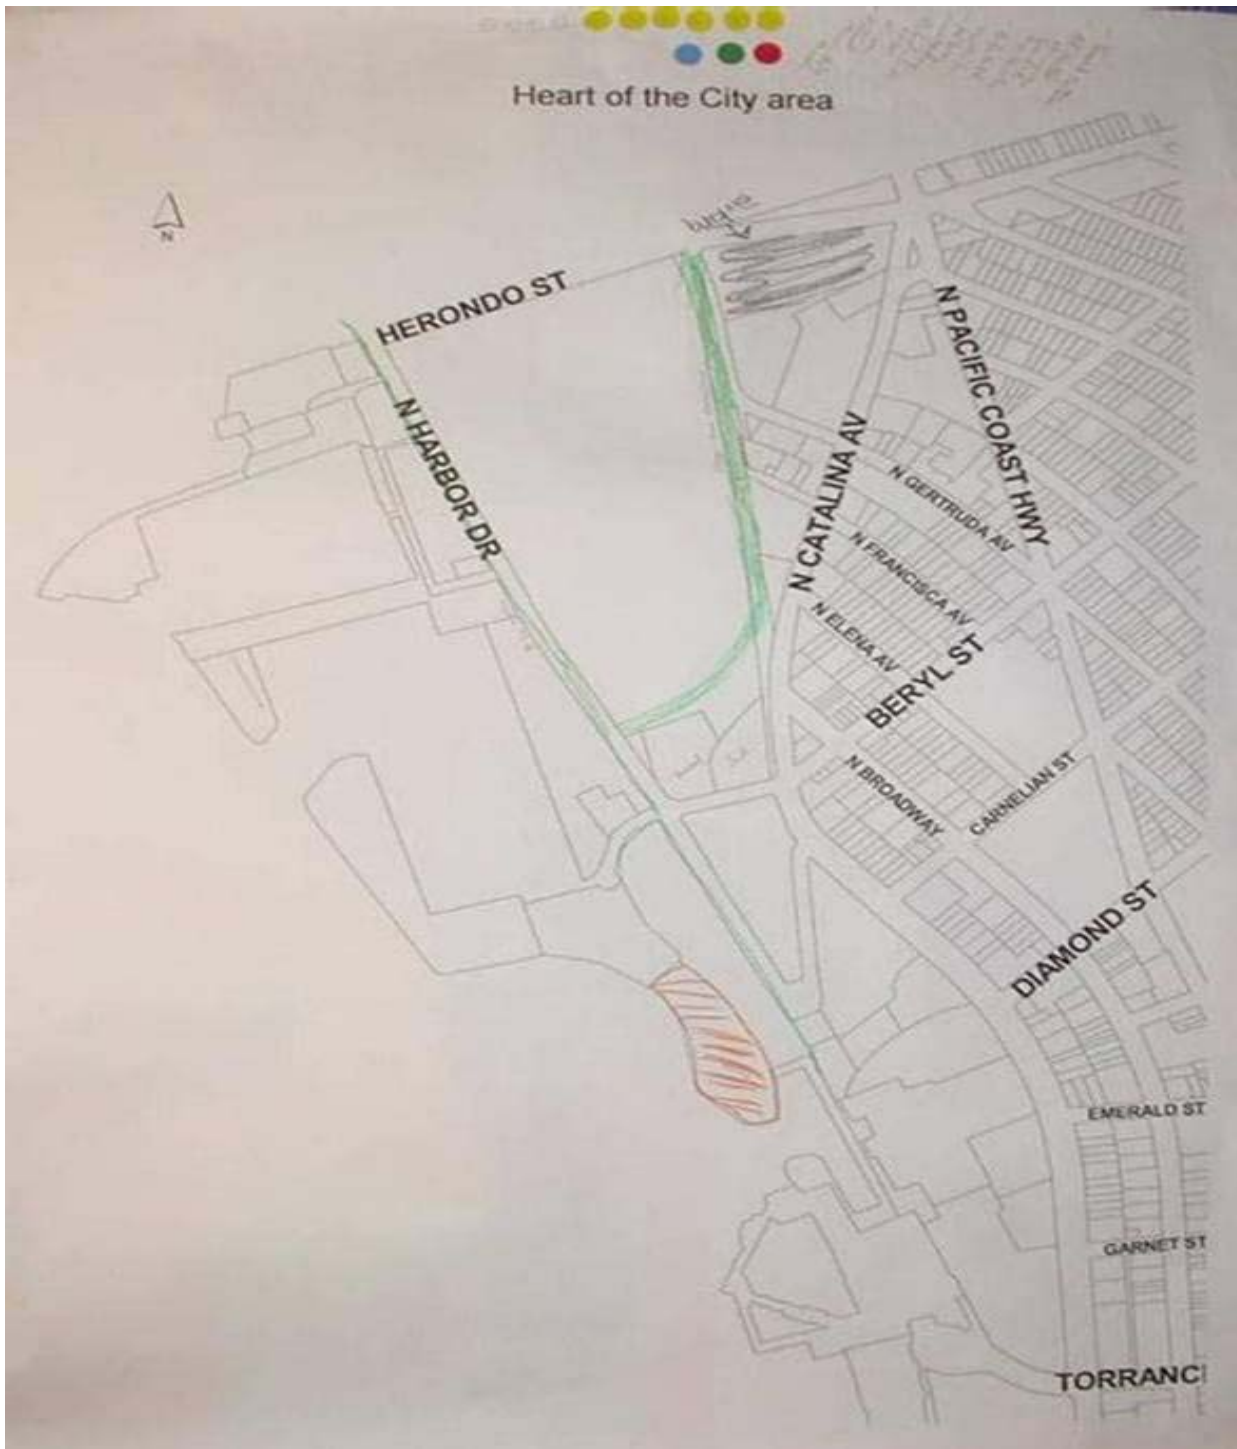 Heart of the City area
N
HERONDO ST
N PACIFIC COAST HWY
N HARBOR DR
N CATALINA AV
N GERTRUDA AV
N FRANCISCA AV
N ELENA AV
BERYL ST
N BROADWAY
CARNELIAN ST
DIAMOND ST
EMERALD ST
GARNET ST
TORRANC